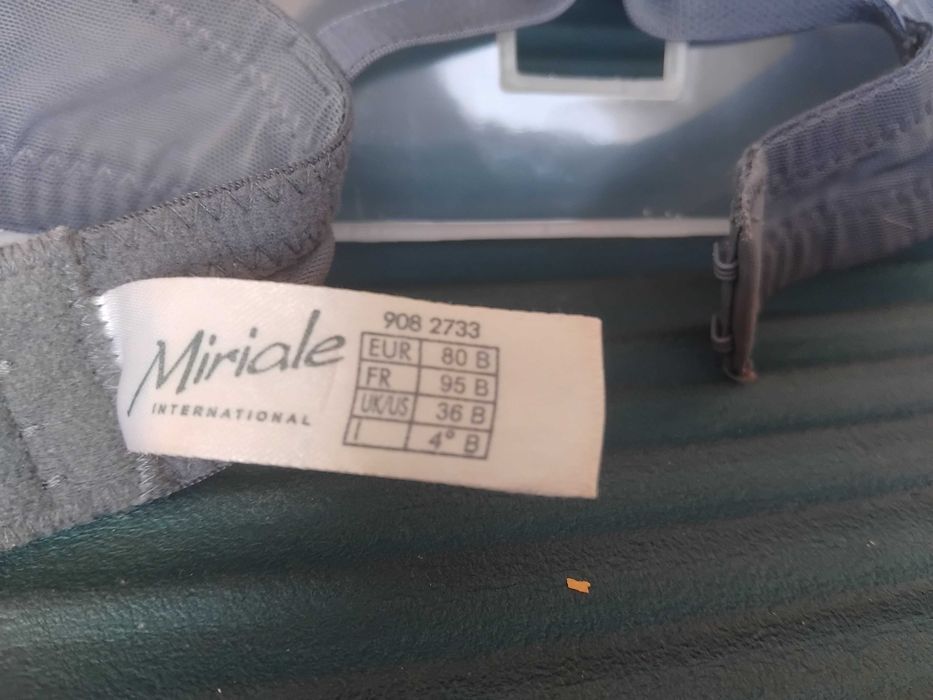 Miriale
INTERNATIONAL
908 2733
EUR 80 B
FR 95 B
UK/US 36 B
I 4° B